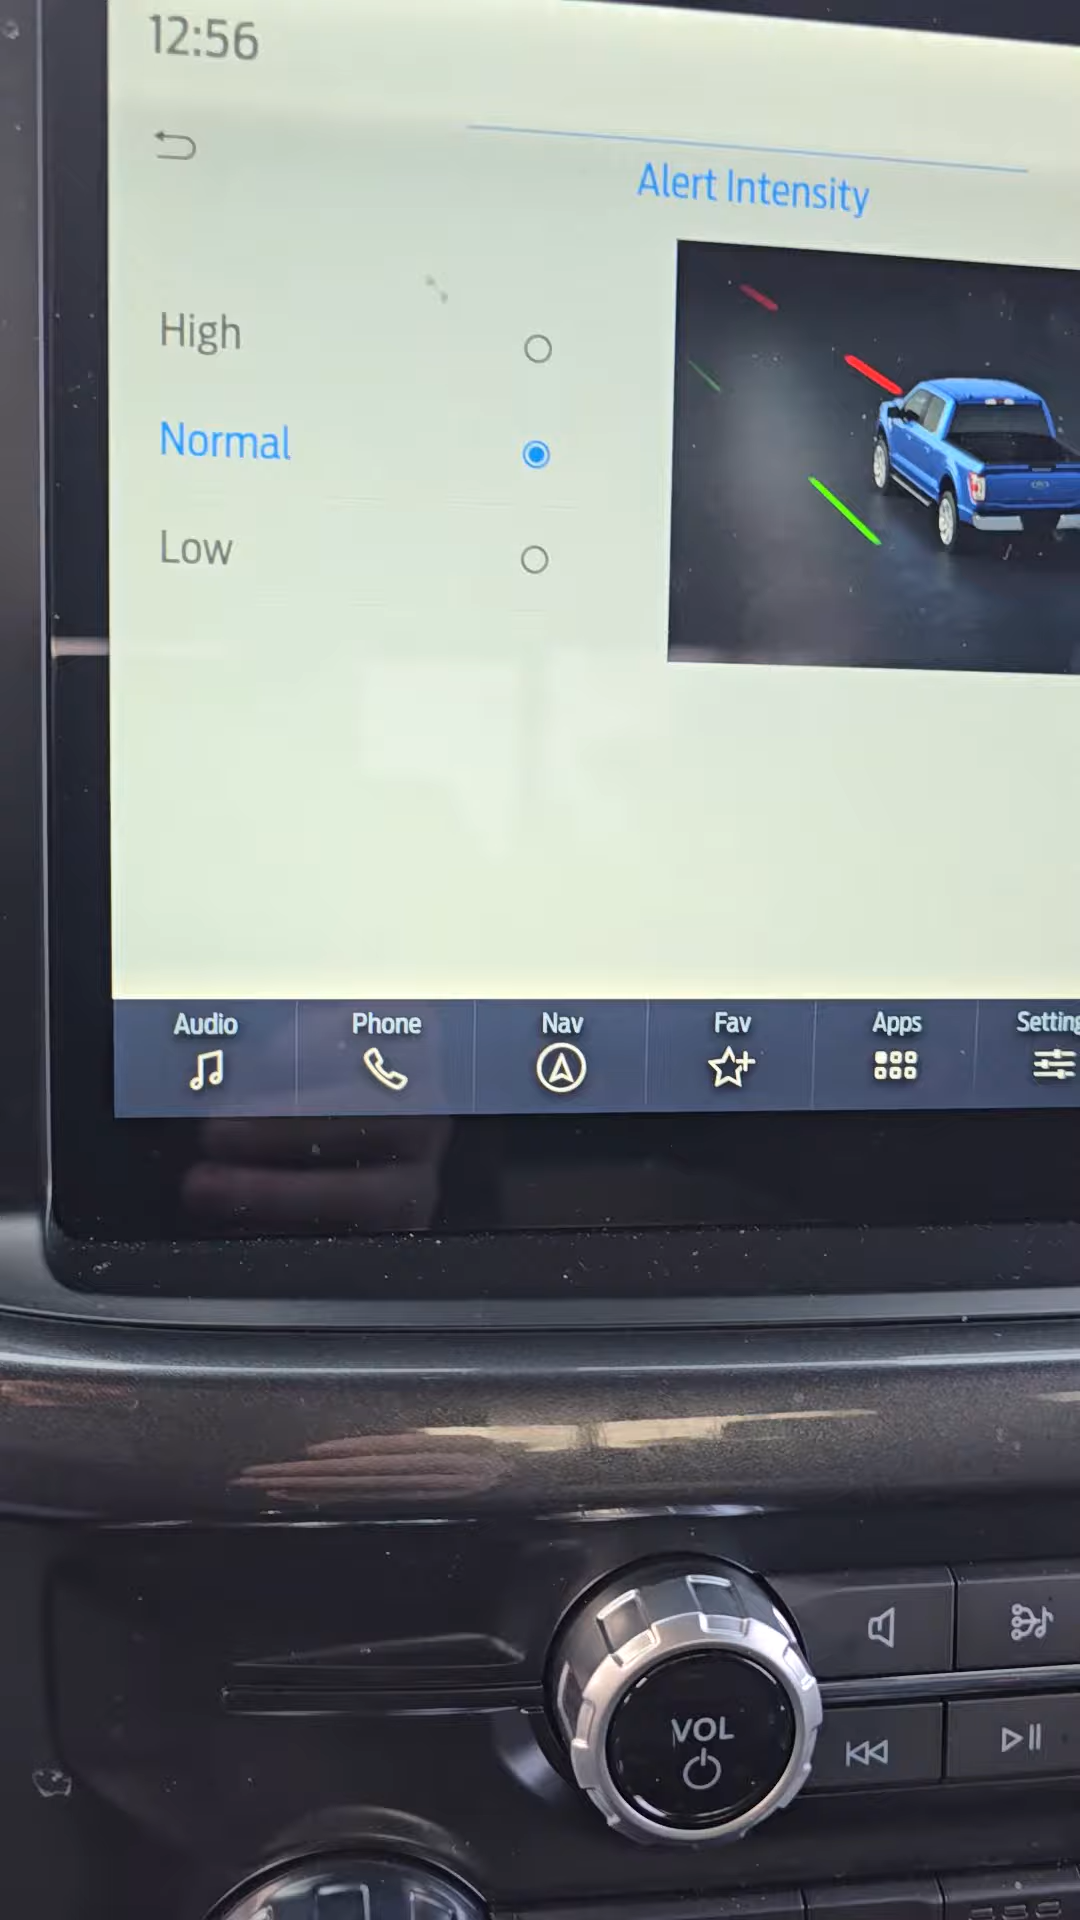 12:56
Alert Intensity
High
Normal
Low
Audio
Phone
Nav
Fav
Apps
Setting
VOL